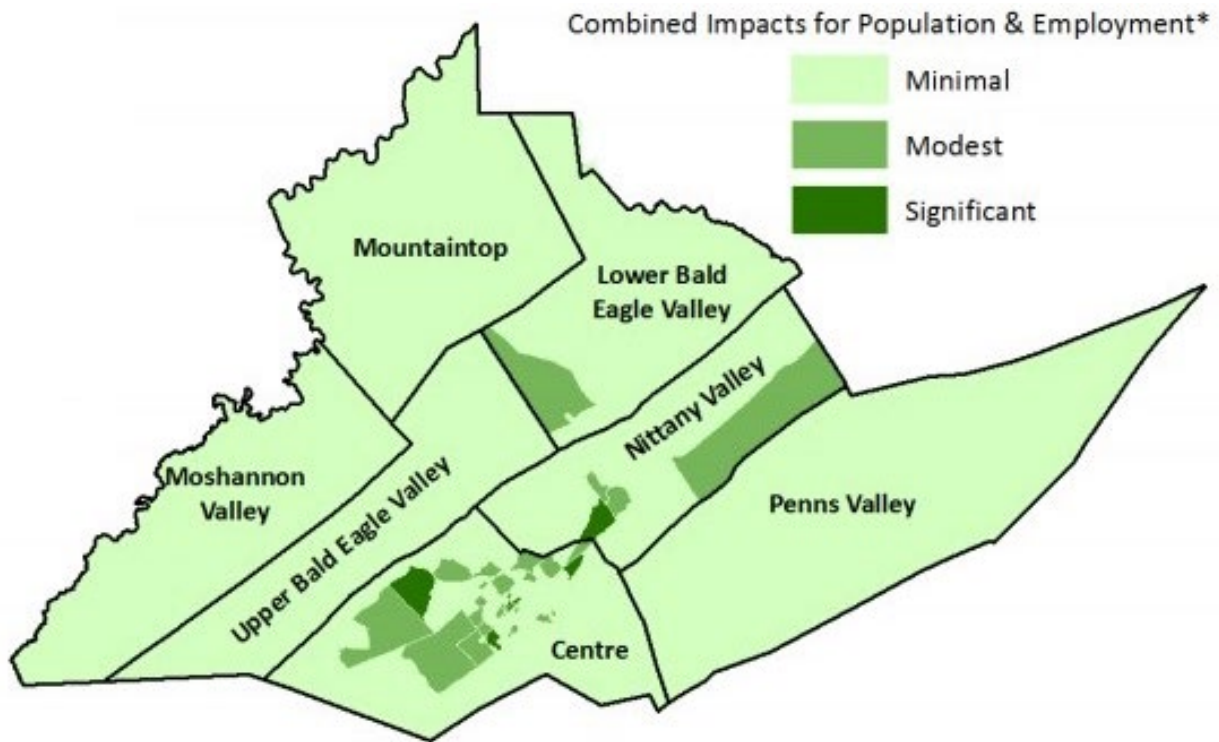 Combined Impacts for Population & Employment*
Minimal
Modest
Significant
Mountaintop
Lower Bald
Eagle Valley
Nittany Valley
Moshannon
Valley
Upper Bald Eagle Valley
Penns Valley
Centre